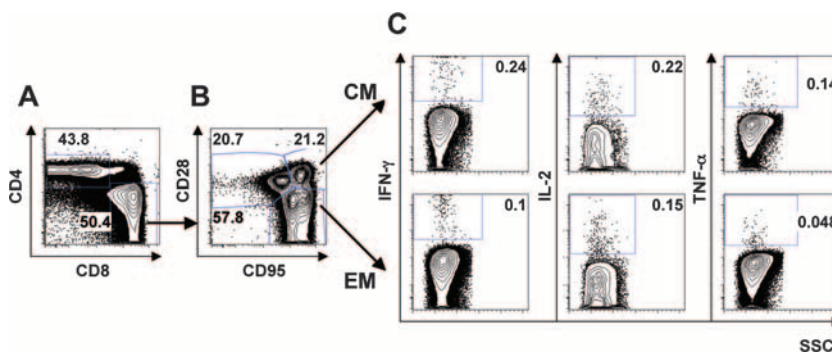 A
B
C
CD4
43.8
50.4
CD8
CD28
20.7
21.2
57.8
CD95
CM
EM
IFN-γ
0.24
0.1
IL-2
0.22
0.15
TNF-α
0.14
0.048
SSC